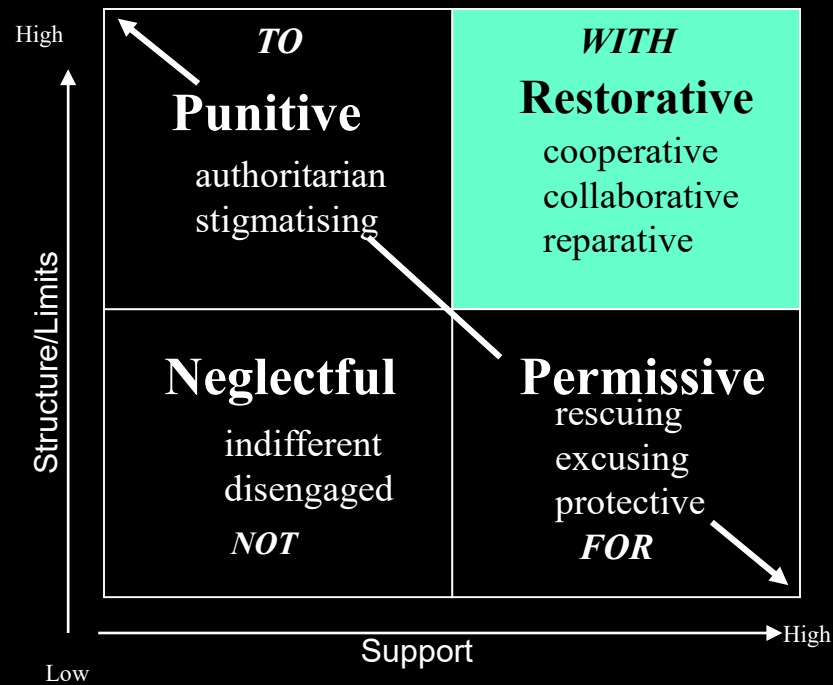 High
TO
Punitive
authoritarian
stigmatising
WITH
Restorative
cooperative
collaborative
reparative
Structure/Limits
Neglectful
indifferent
disengaged
NOT
Permissive
rescuing
excusing
protective
FOR
Low
Support
High